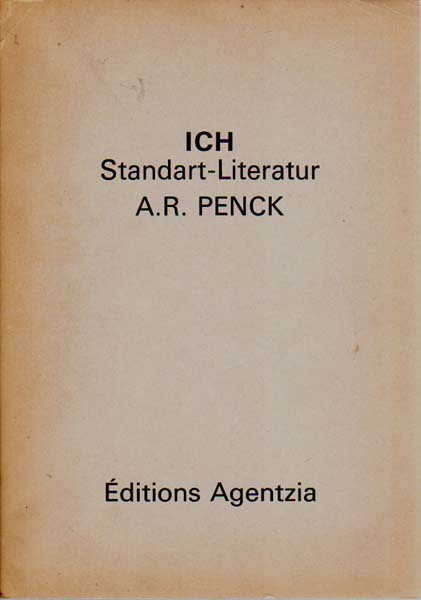 ICH
Standart-Literatur
A.R. PENCK
Éditions Agentzia